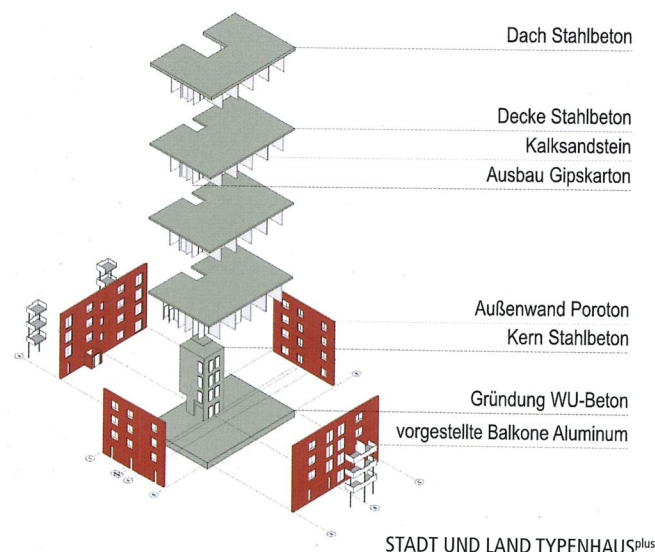 Dach Stahlbeton
Decke Stahlbeton
Kalksandstein
Ausbau Gipskarton
Außenwand Poroton
Kern Stahlbeton
Gründung WU-Beton
vorgestellte Balkone Aluminum
STADT UND LAND TYPENHAUSplus